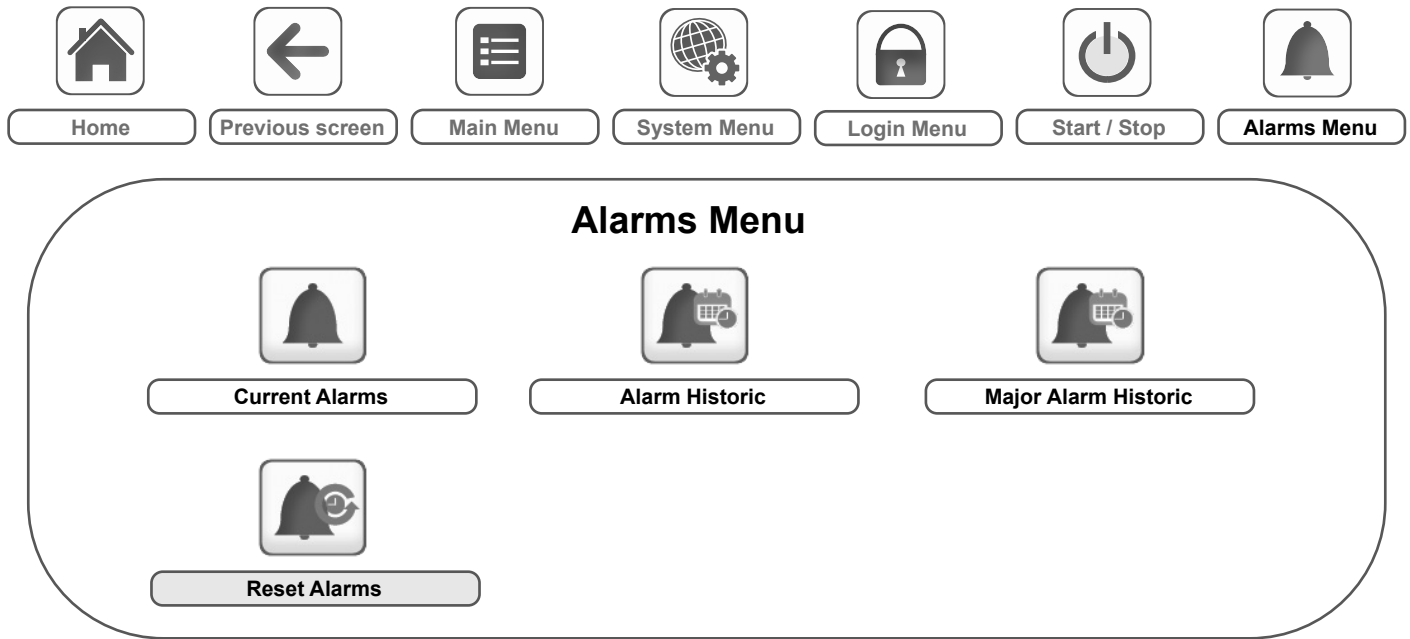 Home
Previous screen
Main Menu
System Menu
Login Menu
Start / Stop
Alarms Menu
Alarms Menu
Current Alarms
Alarm Historic
Major Alarm Historic
Reset Alarms